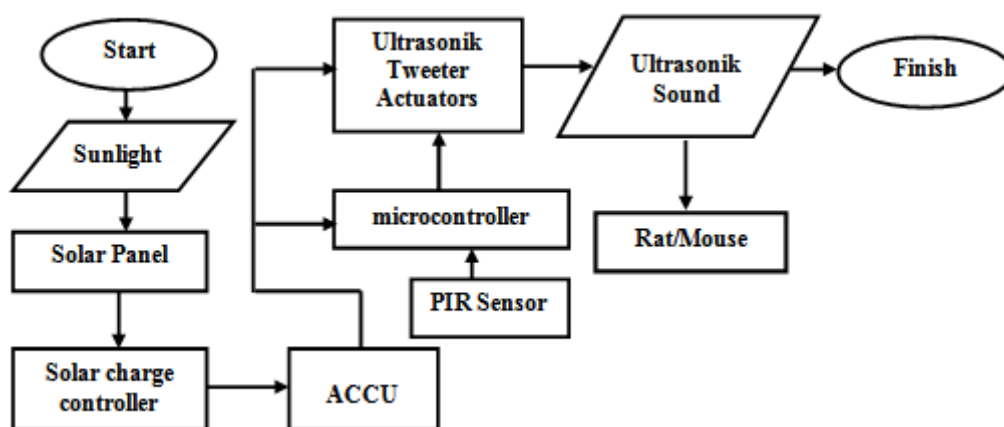 Start
Sunlight
Solar Panel
Solar charge
controller
ACCU
Ultrasonik
Tweeter
Actuators
microcontroller
PIR Sensor
Ultrasonik
Sound
Rat/Mouse
Finish